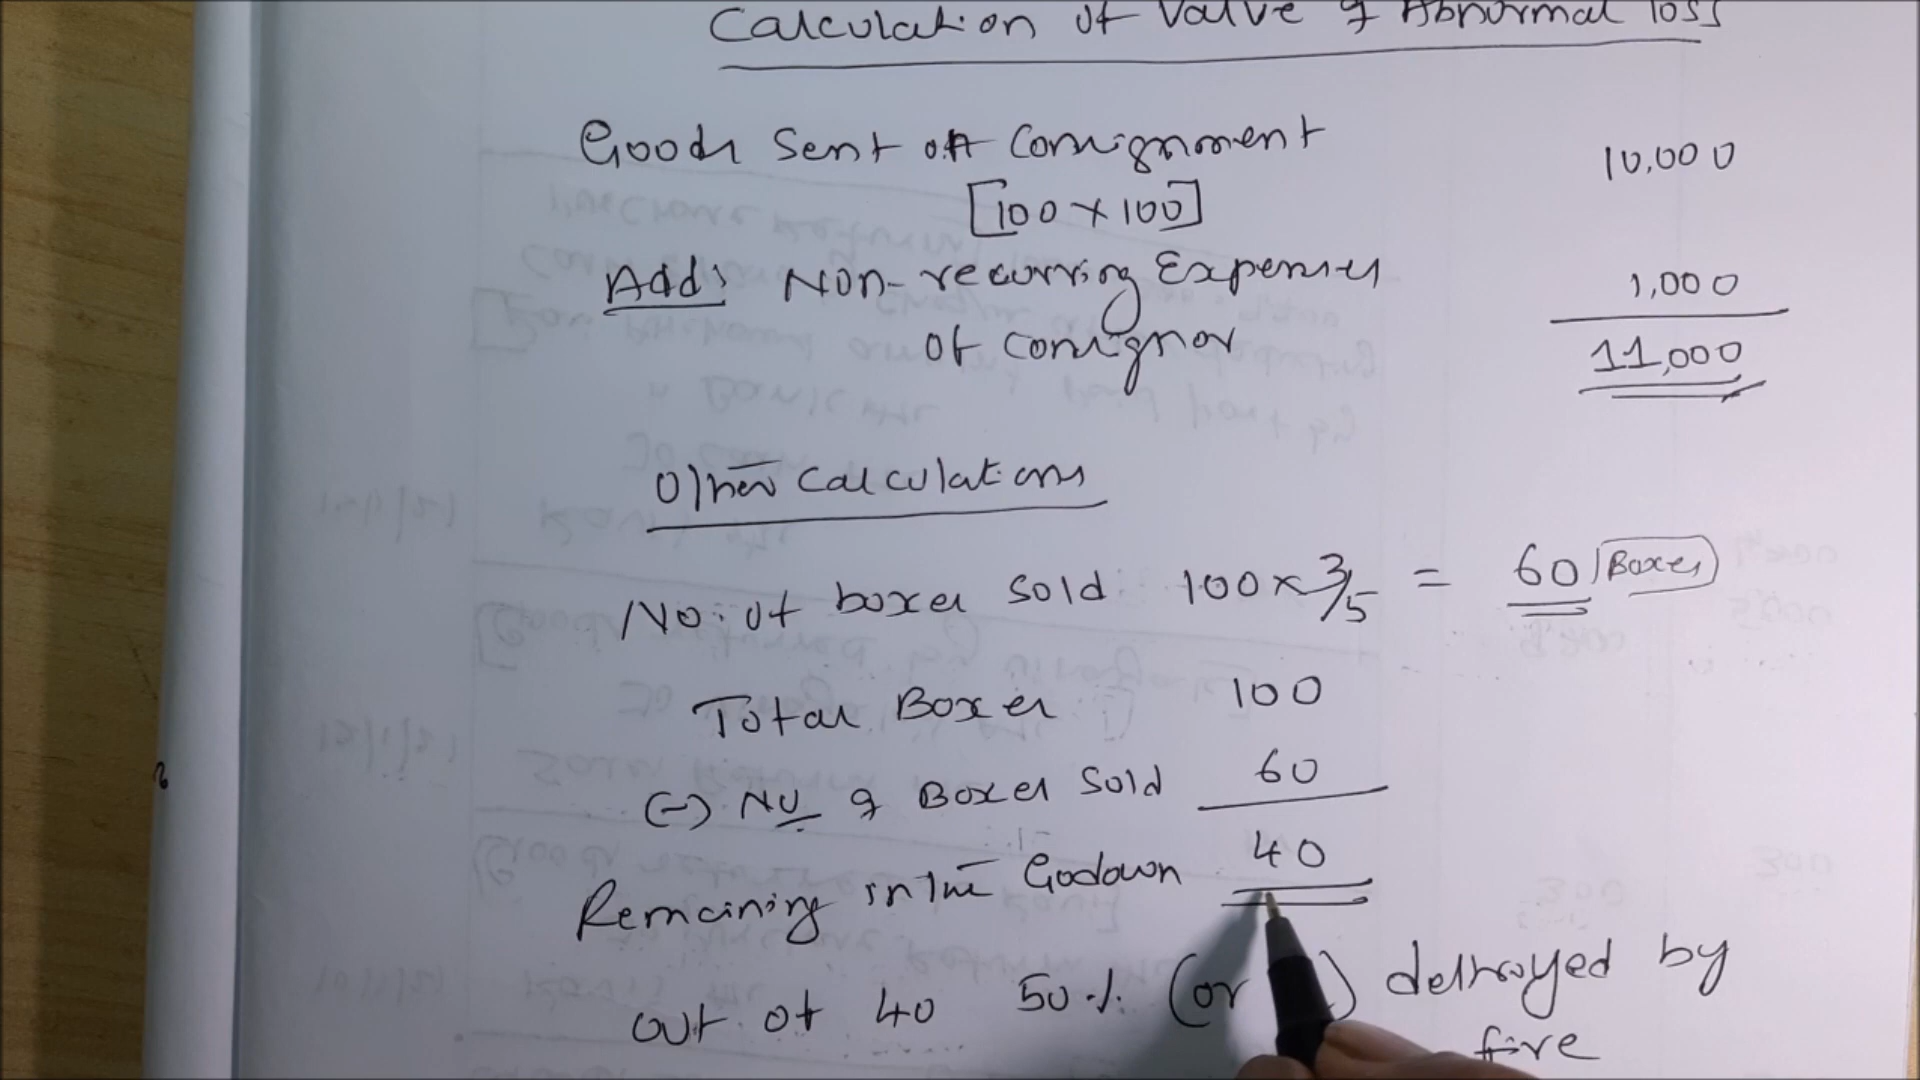 Calculation of Value of Abnormal loss
Goods Sent on Consignment 10,000
[100 x 100]
Add: Non-recurring Expenses 1,000
of consignor 11,000
Other Calculations
No. of boxes sold 100 x 3/5 = 60 Boxes
Total Boxes 100
(-) No of Boxes Sold 60
Remaining in the Godown 40
out of 40 50% (or ) destroyed by
fire